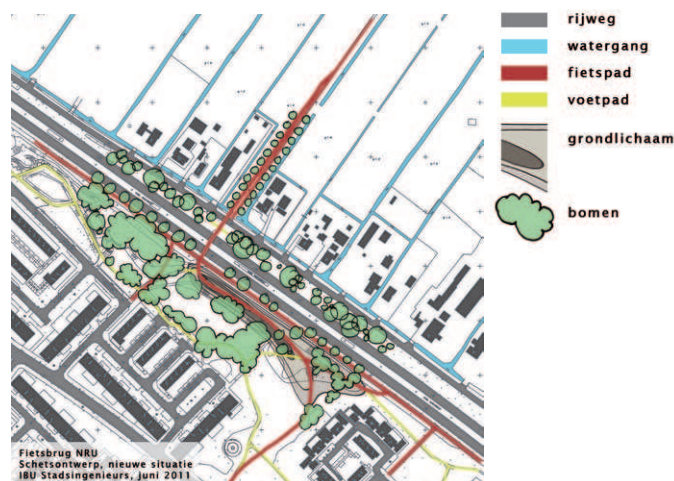 rijweg
watergang
fietspad
voetpad
grondlichaam
bomen
Fietsbrug NRU
Schetsontwerp, nieuwe situatie
IBU Stadsingenieurs, juni 2011